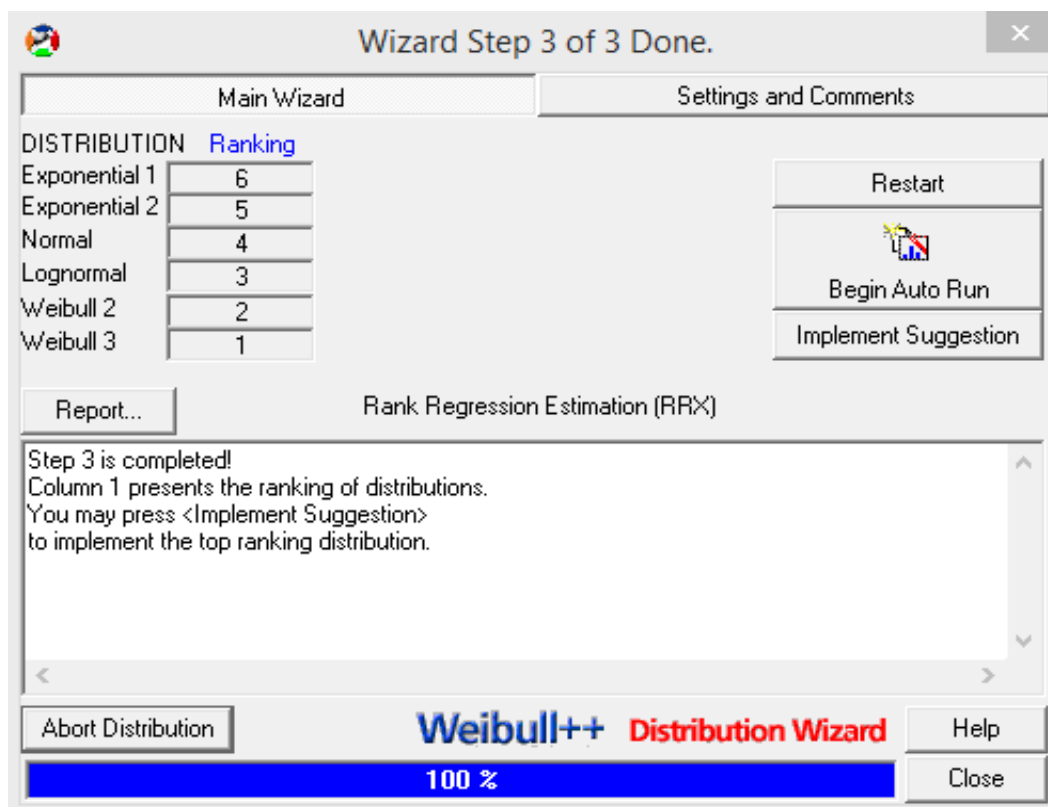 Wizard Step 3 of 3 Done.
Main Wizard
Settings and Comments
DISTRIBUTION Ranking
Exponential 1 6
Exponential 2 5
Normal 4
Lognormal 3
Weibull 2 2
Weibull 3 1
Restart
Begin Auto Run
Implement Suggestion
Report...
Rank Regression Estimation (RRX)
Step 3 is completed!
Column 1 presents the ranking of distributions.
You may press <Implement Suggestion>
to implement the top ranking distribution.
Abort Distribution
Weibull++ Distribution Wizard
Help
100 %
Close